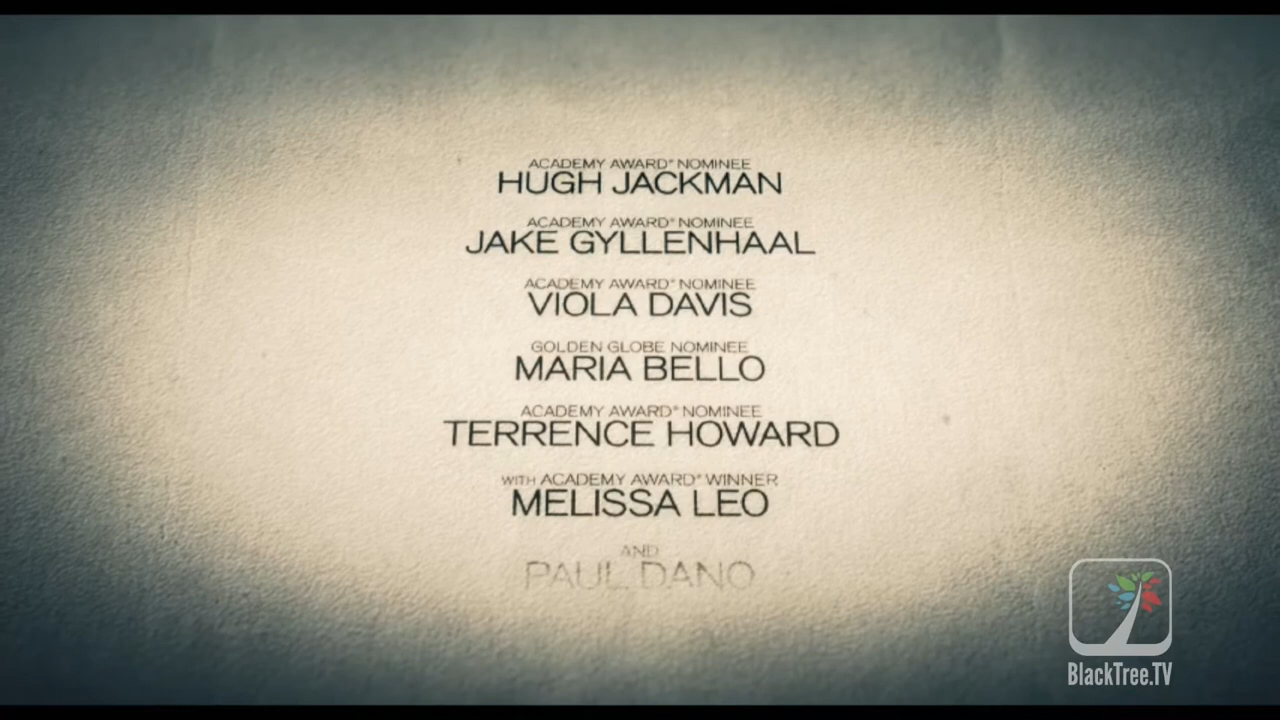 ACADEMY AWARD® NOMINEE
HUGH JACKMAN
ACADEMY AWARD® NOMINEE
JAKE GYLLENHAAL
ACADEMY AWARD® NOMINEE
VIOLA DAVIS
GOLDEN GLOBE NOMINEE
MARIA BELLO
ACADEMY AWARD® NOMINEE
TERRENCE HOWARD
WITH ACADEMY AWARD® WINNER
MELISSA LEO
AND
PAUL DANO
BlackTree.TV